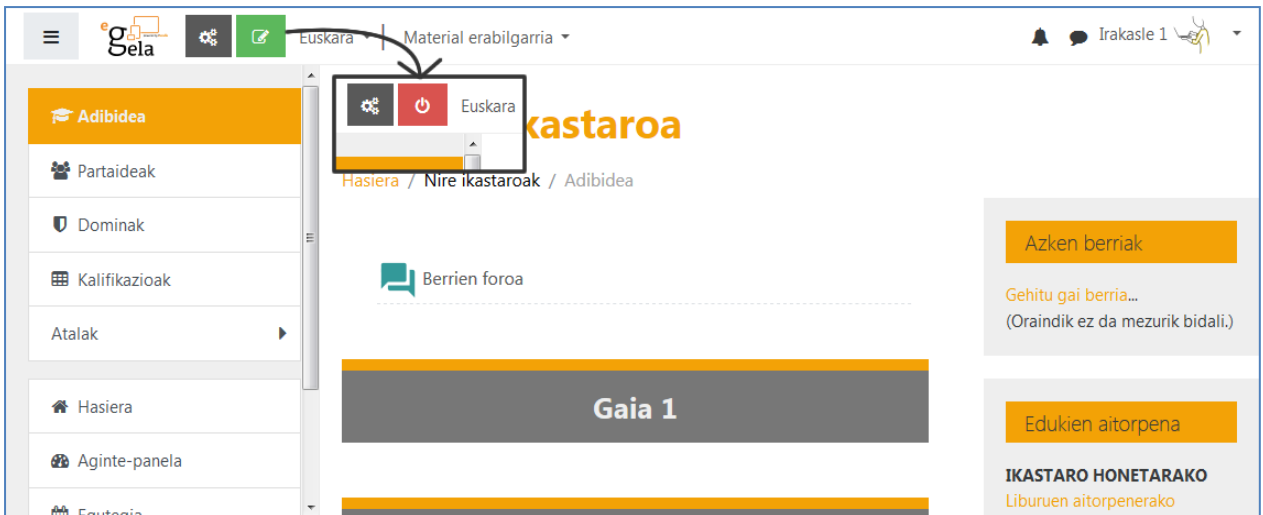 eGela Euskara Material erabilgarria Irakasle 1
Euskara
Adibidea
Partaideak
Dominak
Kalifikazioak
Atalak
Hasiera
Aginte-panela
Egutegia
kastaroa
Hasiera / Nire ikastaroak / Adibidea
Berrien foroa
Gaia 1
Azken berriak
Gehitu gai berria...
(Oraindik ez da mezurik bidali.)
Edukien aitorpena
IKASTARO HONETARAKO
Liburuen aitorpenerako